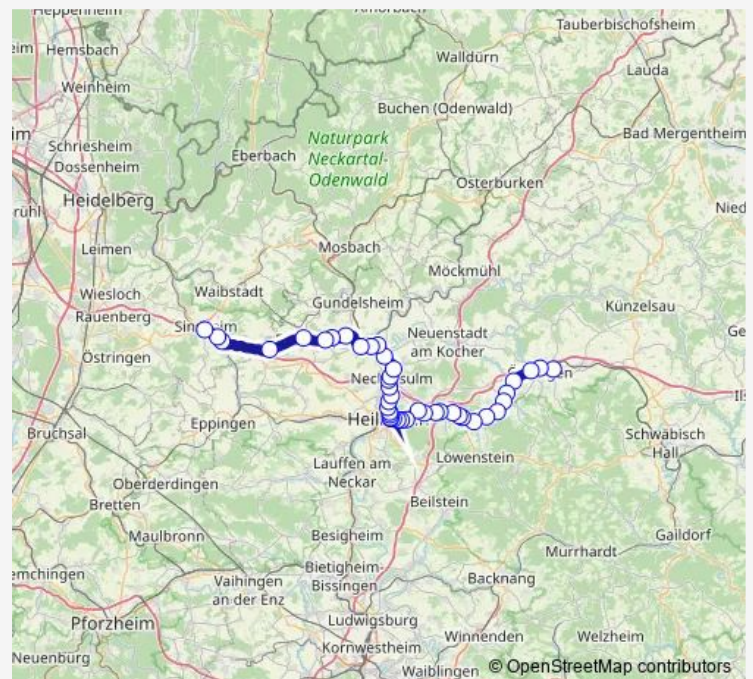 Heppenheim
Tauberbischofsheim
Hemsbach
Walldürn
Lauda
Weinheim
Buchen (Odenwald)
Schriesheim
Dossenheim
Naturpark
Neckartal-
Odenwald
Bad Mergentheim
Eberbach
Heidelberg
Osterburken
Leimen
Mosbach
Möckmühl
Wiesloch
Waibstadt
Rauenberg
Gundelsheim
Künzelsau
Neuenstadt
am Kocher
Östringen
Bruchsal
Eppingen
Schwäbisch
Hall
Lauffen am
Neckar
Löwenstein
Oberderdingen
Bretten
Beilstein
Maulbronn
Besigheim
Gaildorf
Murrhardt
Vaihingen
an der Enz
Bietigheim-
Bissingen
Backnang
Pforzheim
Ludwigsburg
Kornwestheim
Winnenden
Welzheim
Neuenburg
Waiblingen
© OpenStreetMap contributors